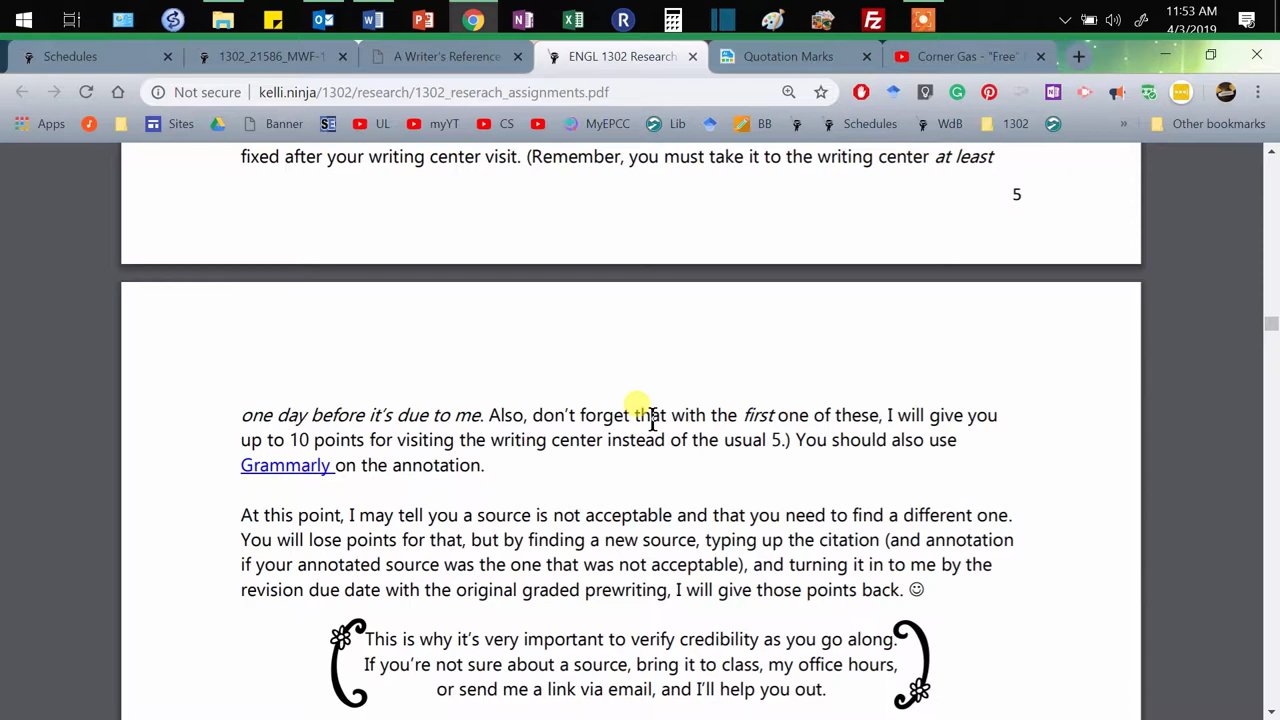 11:53 AM
4/3/2019
Schedules
1302_21586_MWF-1
A Writer's Reference
ENGL 1302 Research
Quotation Marks
Corner Gas - "Free"
Not secure
kelli.ninja/1302/research/1302_reserach_assignments.pdf
Apps
Sites
Banner
UL
myYT
CS
MyEPCC
Lib
BB
Schedules
WdB
1302
»
Other bookmarks
fixed after your writing center visit. (Remember, you must take it to the writing center at least
5
one day before it's due to me. Also, don't forget that with the first one of these, I will give you
up to 10 points for visiting the writing center instead of the usual 5.) You should also use
Grammarly on the annotation.
At this point, I may tell you a source is not acceptable and that you need to find a different one.
You will lose points for that, but by finding a new source, typing up the citation (and annotation
if your annotated source was the one that was not acceptable), and turning it in to me by the
revision due date with the original graded prewriting, I will give those points back. ☺
This is why it's very important to verify credibility as you go along.
If you're not sure about a source, bring it to class, my office hours,
or send me a link via email, and I'll help you out.